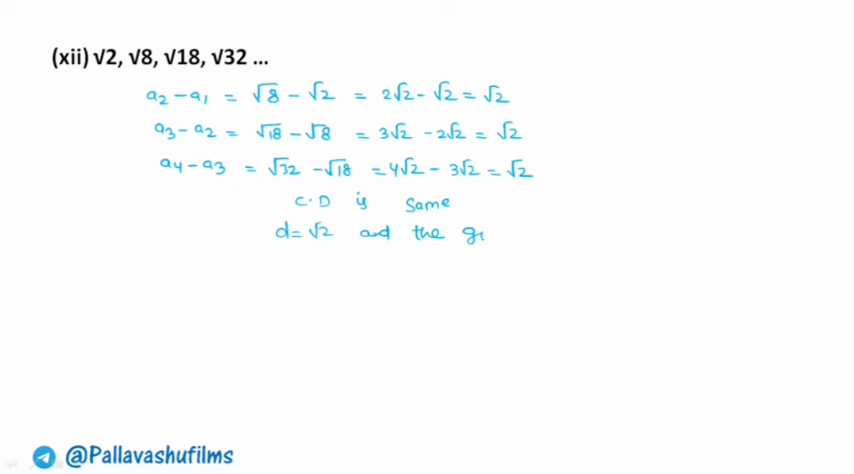 (xii) √2, √8, √18, √32 ...
a₂ – a₁ = √8 – √2 = 2√2 – √2 = √2
a₃ – a₂ = √18 – √8 = 3√2 – 2√2 = √2
a₄ – a₃ = √32 – √18 = 4√2 – 3√2 = √2
C.D is same
d = √2 and the
@Pallavashufilms